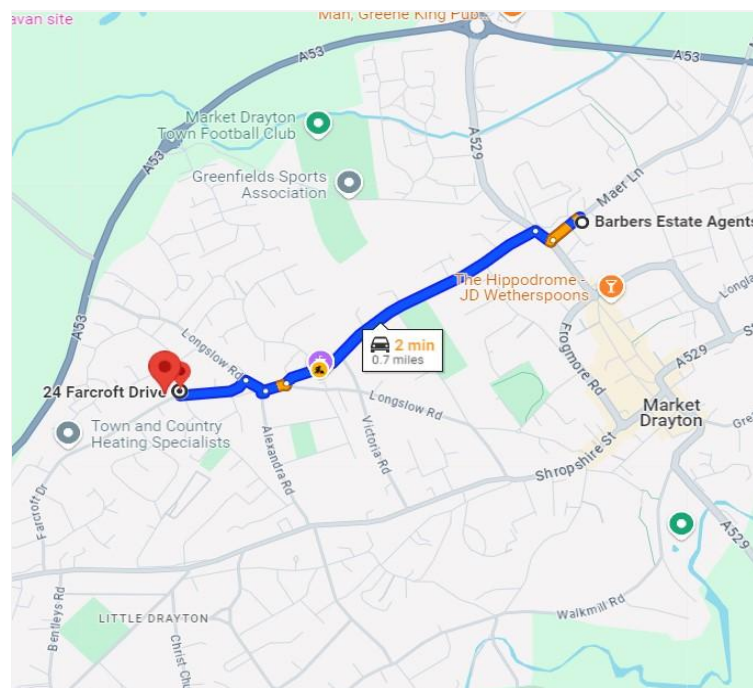 avan site
Man, Greene King Pub...
A53
A53
A53
A53
Market Drayton
Town Football Club
Greenfields Sports
Association
A529
Maer Ln
Barbers Estate Agents
The Hippodrome -
JD Wetherspoons
2 min
0.7 miles
Frogmore Rd
A529
Longslow Rd
24 Farcroft Drive
Longslow Rd
Town and Country
Heating Specialists
Alexandra Rd
Victoria Rd
Market
Drayton
Shropshire St
Farcroft Dr
A529
Bentleys Rd
LITTLE DRAYTON
Walkmill Rd
Christ Chu